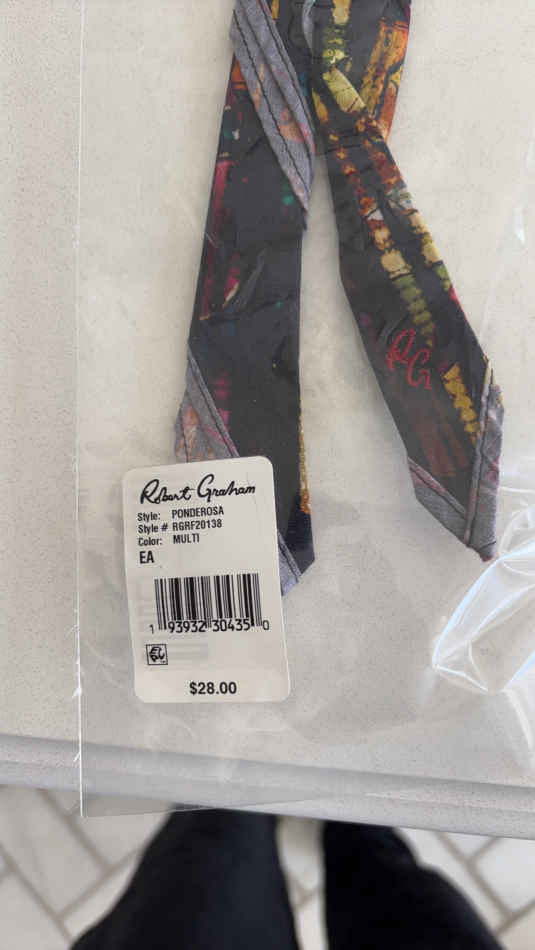 RG
Robert Graham
Style: PONDEROSA
Style # RGRF20138
Color: MULTI
EA
1 93932 30435 0
$28.00